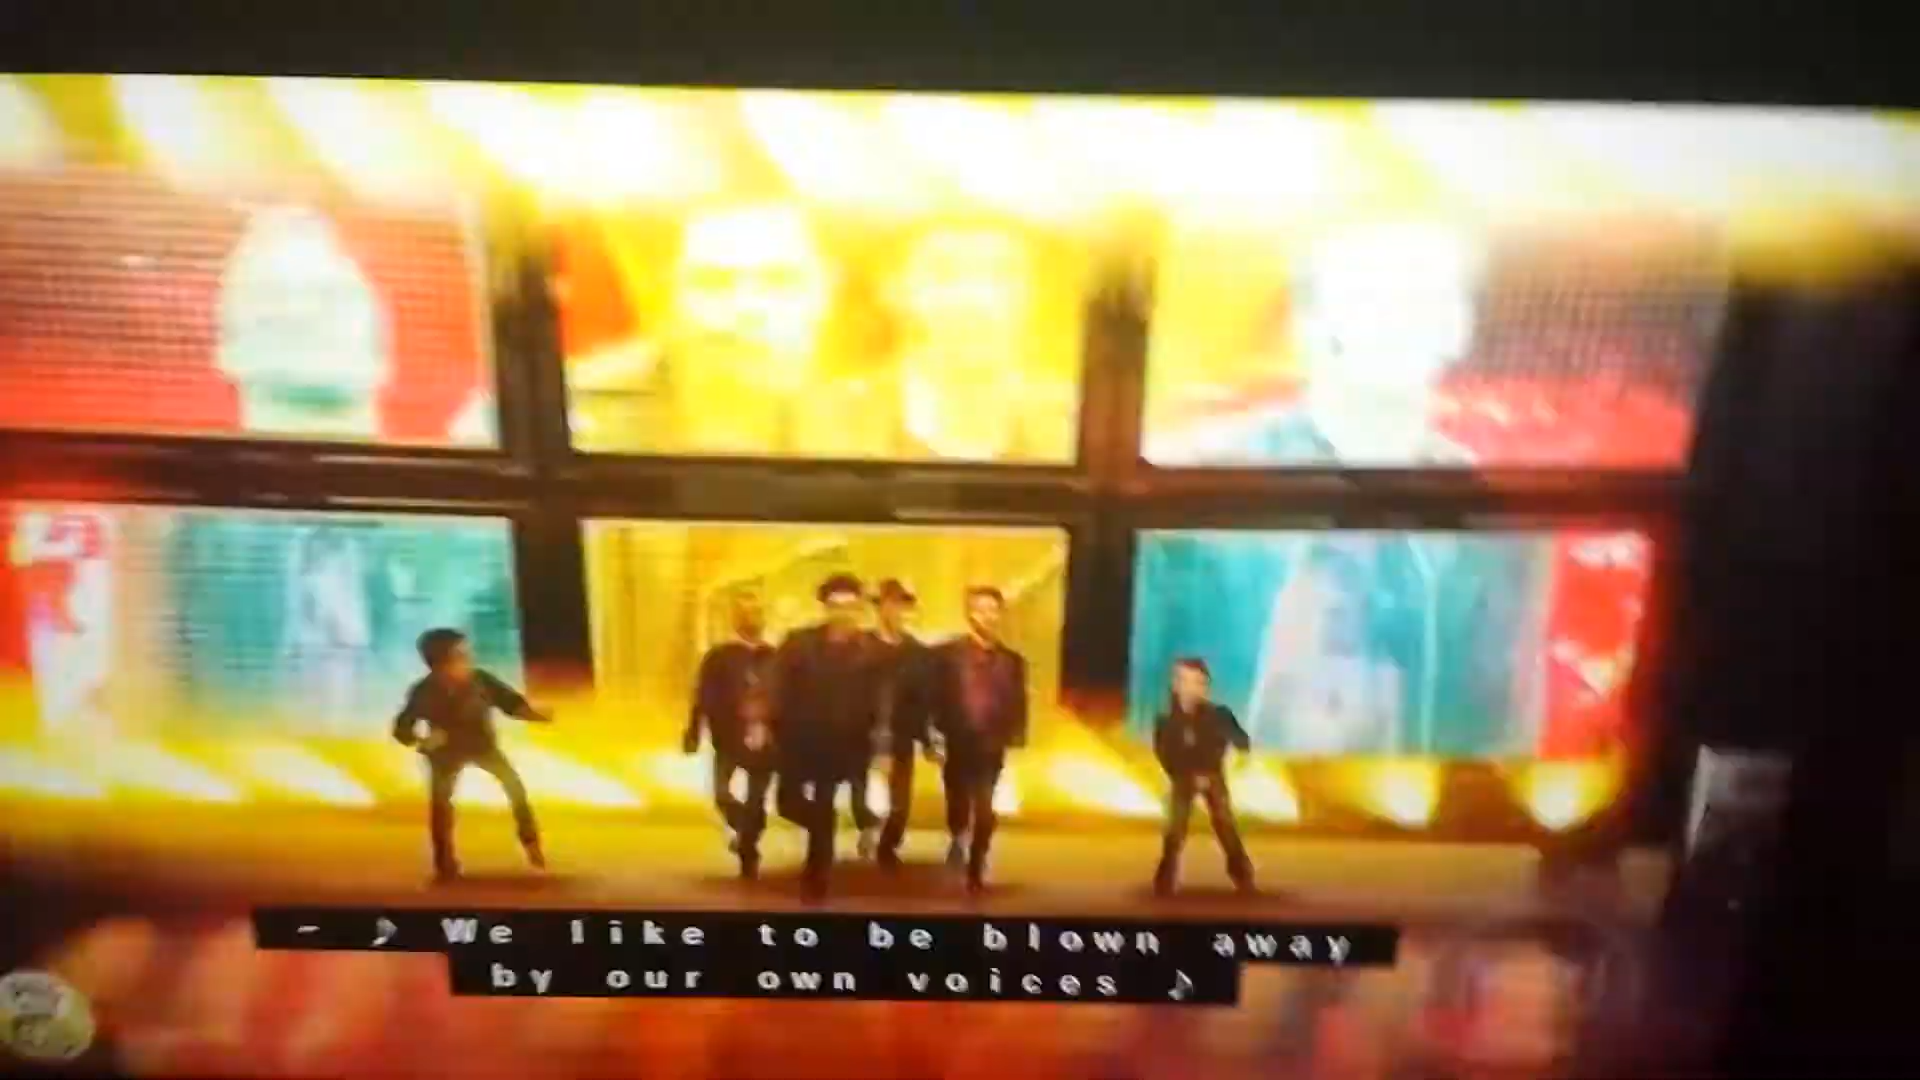 - ♪ We like to be blown away
by our own voices ♪